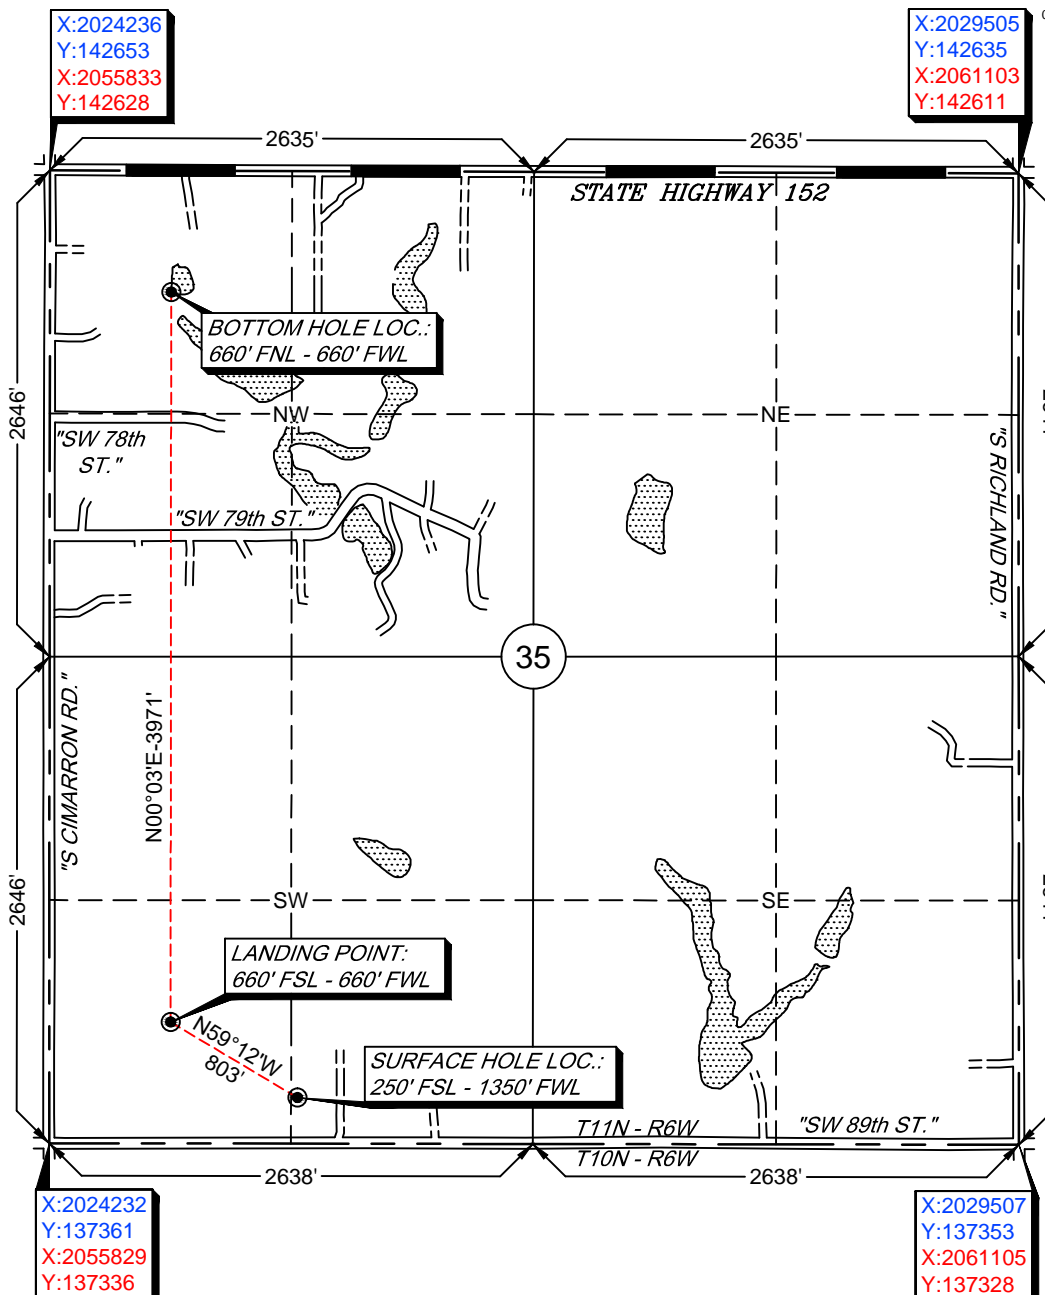 X:2024236
Y:142653
X:2055833
Y:142628
X:2029505
Y:142635
X:2061103
Y:142611
2635'
2635'
STATE HIGHWAY 152
BOTTOM HOLE LOC.:
660' FNL - 660' FWL
2646'
NW
NE
"SW 78th
ST."
"SW 79th ST."
"S RICHLAND RD."
35
"S CIMARRON RD."
N00°03'E-3971'
2646'
SW
SE
LANDING POINT:
660' FSL - 660' FWL
N59°12'W
803'
SURFACE HOLE LOC.:
250' FSL - 1350' FWL
T11N - R6W
"SW 89th ST."
T10N - R6W
2638'
2638'
X:2024232
Y:137361
X:2055829
Y:137336
X:2029507
Y:137353
X:2061105
Y:137328